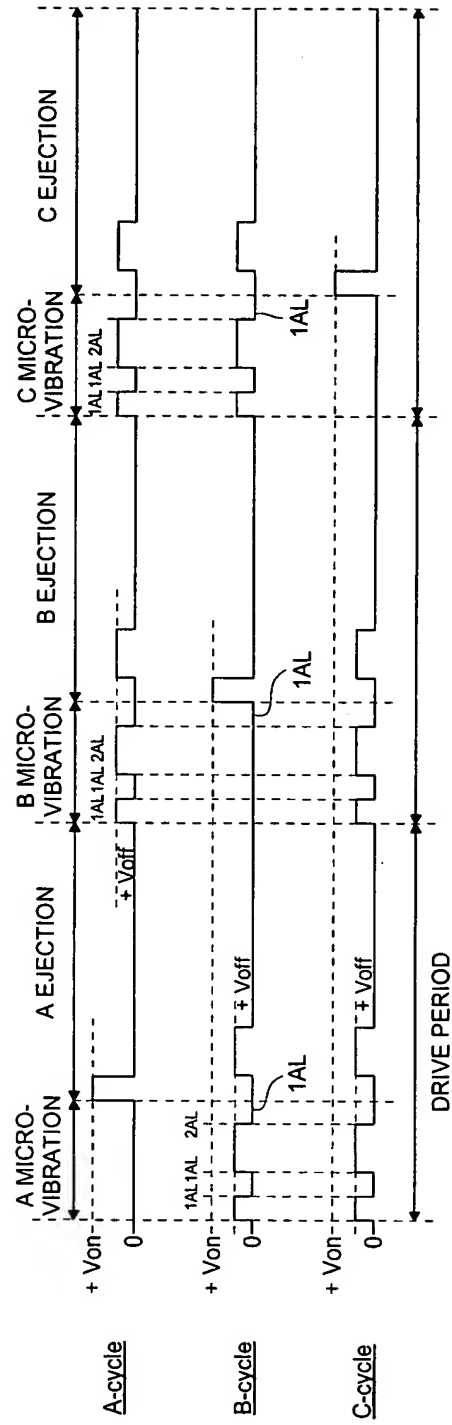 A MICRO-
VIBRATION
A EJECTION
B MICRO-
VIBRATION
B EJECTION
C MICRO-
VIBRATION
C EJECTION
A-cycle
+ Von
0
+ Voff
1AL 1AL 2AL
1AL 1AL 2AL
B-cycle
+ Von
0
1AL 1AL 2AL
1AL
+ Voff
1AL
1AL
C-cycle
+ Von
0
+ Voff
DRIVE PERIOD